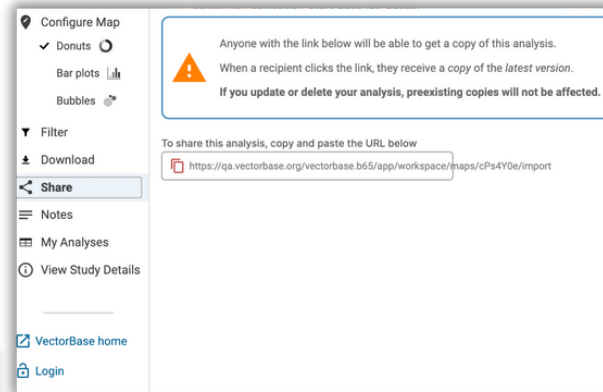 Configure Map
Donuts
Bar plots
Bubbles
Filter
Download
Share
Notes
My Analyses
View Study Details
VectorBase home
Login
Anyone with the link below will be able to get a copy of this analysis.
When a recipient clicks the link, they receive a copy of the latest version.
If you update or delete your analysis, preexisting copies will not be affected.
To share this analysis, copy and paste the URL below
https://qa.vectorbase.org/vectorbase.b65/app/workspace/maps/cPs4Y0e/import